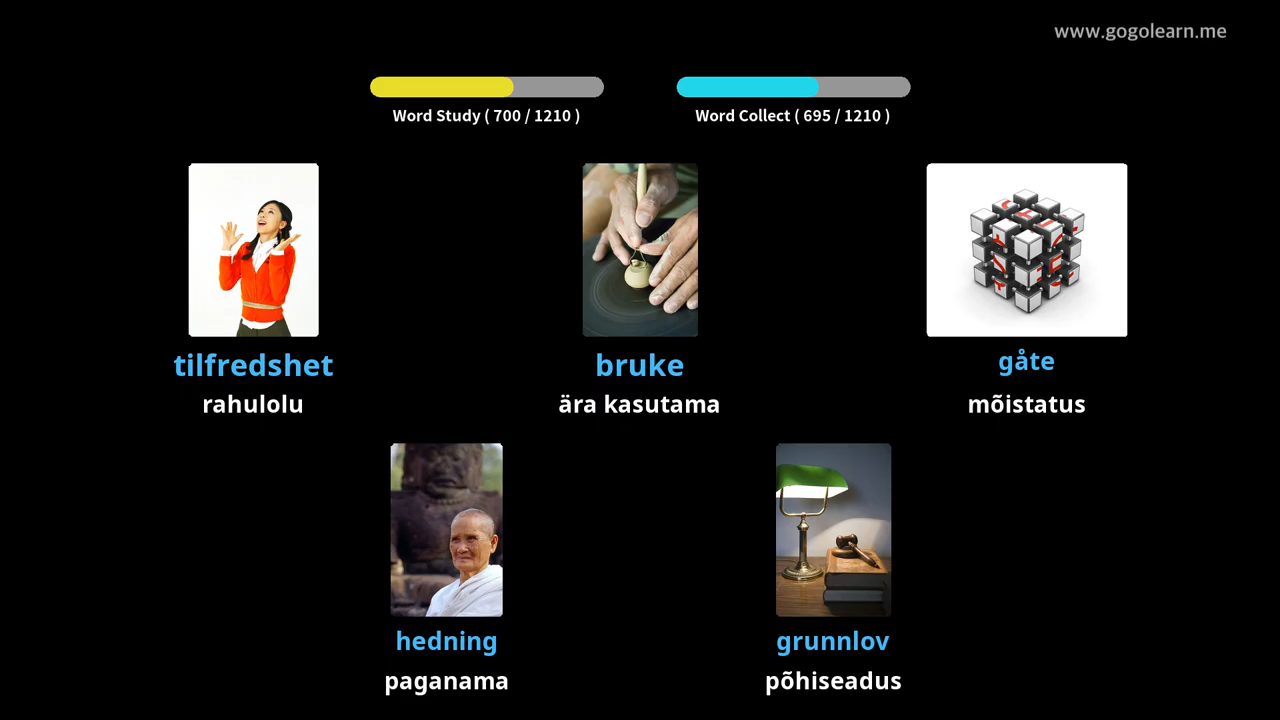 www.gogolearn.me
Word Study ( 700 / 1210 )
Word Collect ( 695 / 1210 )
tilfredshet
rahulolu
bruke
ära kasutama
gåte
mõistatus
hedning
paganama
grunnlov
põhiseadus